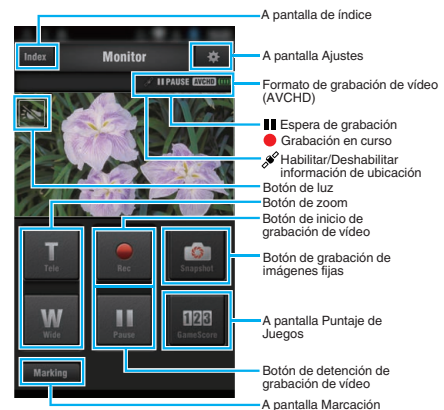 A pantalla de índice
Index
Monitor
A pantalla Ajustes
PAUSE AVCHD
Formato de grabación de vídeo
(AVCHD)
Espera de grabación
Grabación en curso
Habilitar/Deshabilitar
información de ubicación
Botón de luz
Botón de zoom
Botón de inicio de
grabación de vídeo
T
Tele
Rec
Snapshot
Botón de grabación de
imágenes fijas
W
Wide
Pause
123
GameScore
A pantalla Puntaje de
Juegos
Botón de detención de
grabación de vídeo
Marking
A pantalla Marcación